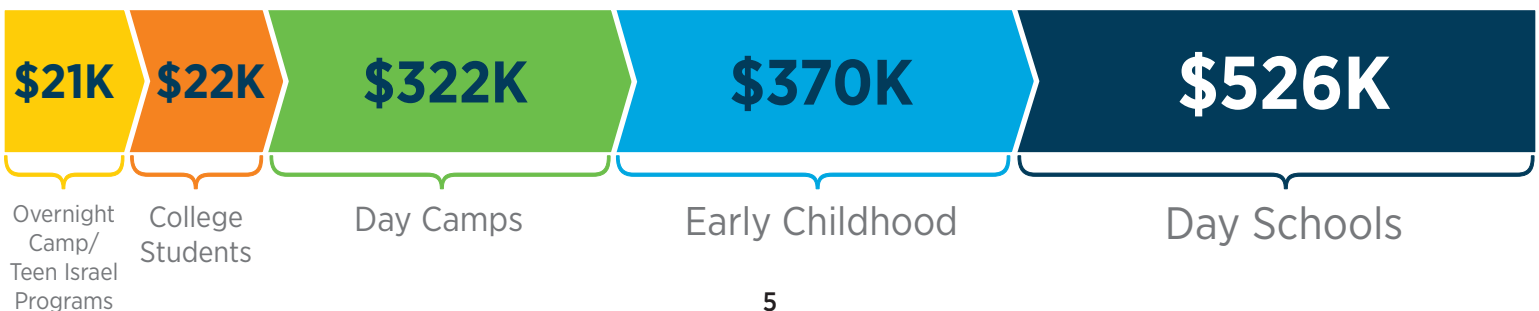 $21K
$22K
$322K
$370K
$526K
Overnight
Camp/
Teen Israel
Programs
College
Students
Day Camps
Early Childhood
Day Schools
5